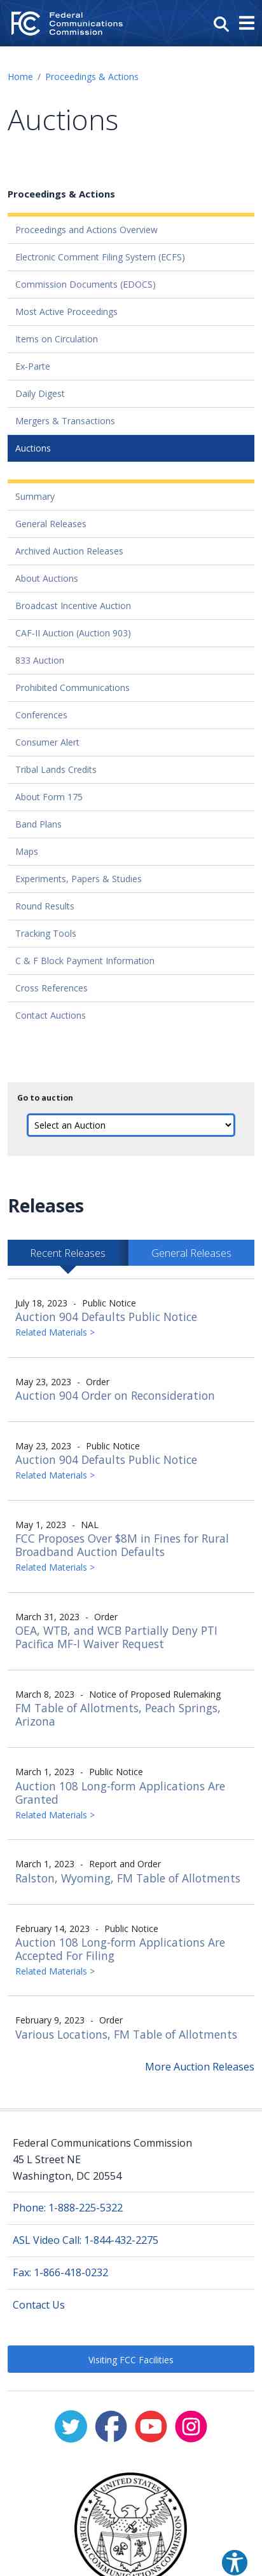 Federal
Communications
Commission
Home / Proceedings & Actions
Auctions
Proceedings & Actions
Proceedings and Actions Overview
Electronic Comment Filing System (ECFS)
Commission Documents (EDOCS)
Most Active Proceedings
Items on Circulation
Ex-Parte
Daily Digest
Mergers & Transactions
Auctions
Summary
General Releases
Archived Auction Releases
About Auctions
Broadcast Incentive Auction
CAF-II Auction (Auction 903)
833 Auction
Prohibited Communications
Conferences
Consumer Alert
Tribal Lands Credits
About Form 175
Band Plans
Maps
Experiments, Papers & Studies
Round Results
Tracking Tools
C & F Block Payment Information
Cross References
Contact Auctions
Go to auction
Select an Auction
Releases
Recent Releases
General Releases
July 18, 2023 - Public Notice
Auction 904 Defaults Public Notice
Related Materials >
May 23, 2023 - Order
Auction 904 Order on Reconsideration
May 23, 2023 - Public Notice
Auction 904 Defaults Public Notice
Related Materials >
May 1, 2023 - NAL
FCC Proposes Over $8M in Fines for Rural
Broadband Auction Defaults
Related Materials >
March 31, 2023 - Order
OEA, WTB, and WCB Partially Deny PTI
Pacifica MF-I Waiver Request
March 8, 2023 - Notice of Proposed Rulemaking
FM Table of Allotments, Peach Springs,
Arizona
March 1, 2023 - Public Notice
Auction 108 Long-form Applications Are
Granted
Related Materials >
March 1, 2023 - Report and Order
Ralston, Wyoming, FM Table of Allotments
February 14, 2023 - Public Notice
Auction 108 Long-form Applications Are
Accepted For Filing
Related Materials >
February 9, 2023 - Order
Various Locations, FM Table of Allotments
More Auction Releases
Federal Communications Commission
45 L Street NE
Washington, DC 20554
Phone: 1-888-225-5322
ASL Video Call: 1-844-432-2275
Fax: 1-866-418-0232
Contact Us
Visiting FCC Facilities